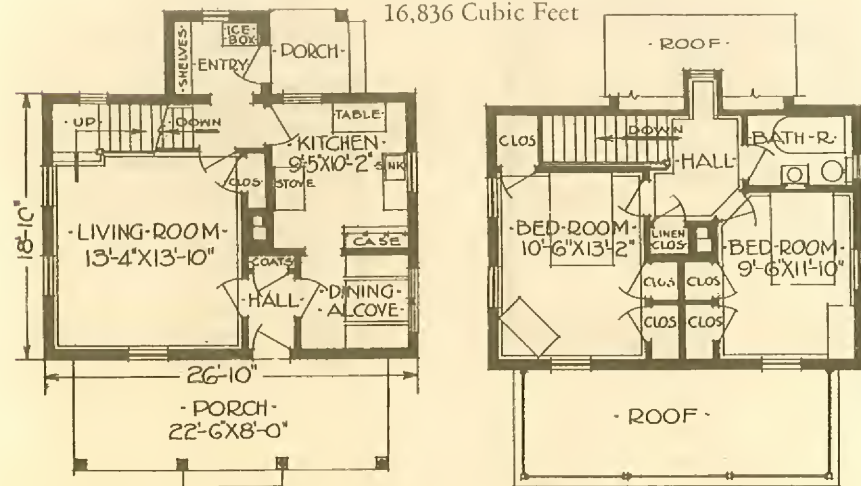 16,836 Cubic Feet
SHELVES
ICE-
BOX
ENTRY
PORCH
UP
DOWN
TABLE
KITCHEN
9'-5"X10'-2"
SINK
STOVE
CLOS
CASE
LIVING-ROOM
13'-4"X13'-10"
COATS
HALL
DINING
ALCOVE
18'-10"
26'-10"
PORCH
22'-6"X8'-0"
ROOF
CLOS
DOWN
HALL
BATH-R.
BED-ROOM
10'-6"X13'-2"
LINEN
CLOS
BED-ROOM
9'-6"X11'-10"
CLOS
CLOS
CLOS
CLOS
ROOF